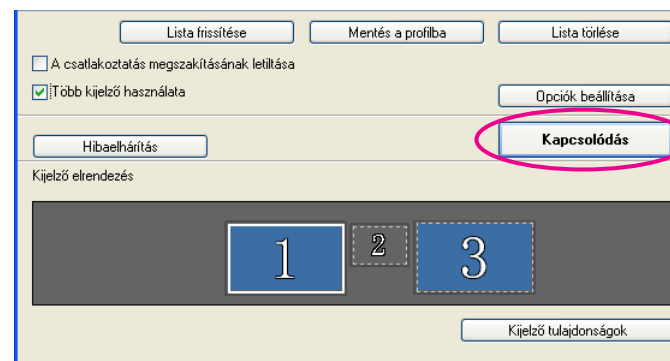 Lista frissítése Mentés a profilba Lista törlése
A csatlakoztatás megszakításának letiltása
Több kijelző használata
Opciók beállítása
Kapcsolódás
Hibaelhárítás
Kijelző elrendezés
1 2 3
Kijelző tulajdonságok